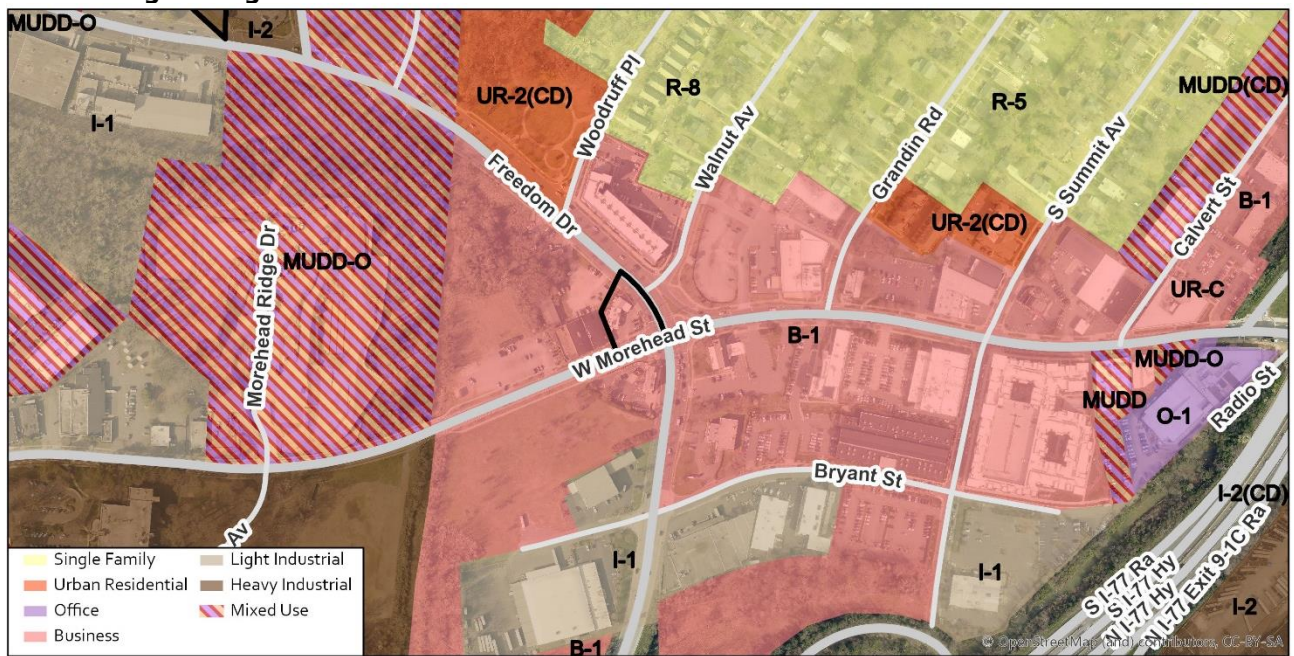 MUDD-O
I-2
I-1
UR-2(CD)
Woodruff Pl
R-8
Walnut Av
Grandin Rd
R-5
S Summit Av
MUDD(CD)
Calvert St
B-1
Freedom Dr
UR-2(CD)
Morehead Ridge Dr
MUDD-O
UR-C
W Morehead St
B-1
MUDD-O
MUDD
O-1
Radio St
Bryant St
Av
I-1
I-1
I-2(CD)
S I-77 Ra
S I-77 Hy
N I-77 Hy
N I-77 Exit 9-1C Ra
I-2
B-1
Single Family
Light Industrial
Urban Residential
Heavy Industrial
Office
Mixed Use
Business
© OpenStreetMap (and) contributors, CC-BY-SA